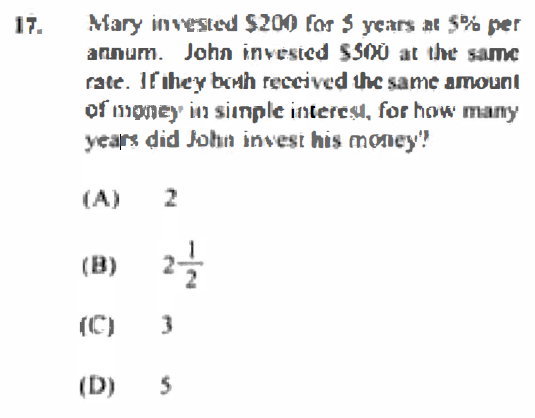 17. Mary invested $200 for 5 years at 5% per
annum. John invested $500 at the same
rate. If they both received the same amount
of money in simple interest, for how many
years did John invest his money?
(A) 2
(B) 2 1/2
(C) 3
(D) 5